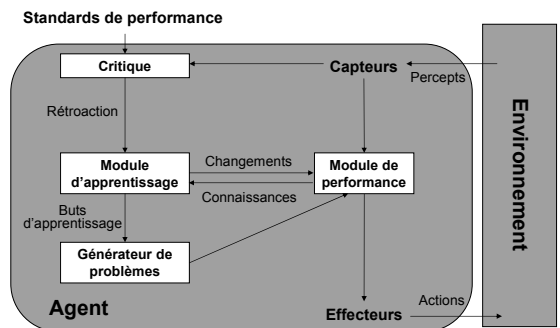 Standards de performance
Critique
Capteurs
Percepts
Rétroaction
Environnement
Module
d'apprentissage
Changements
Connaissances
Module de
performance
Buts
d'apprentissage
Générateur de
problèmes
Agent
Effecteurs
Actions